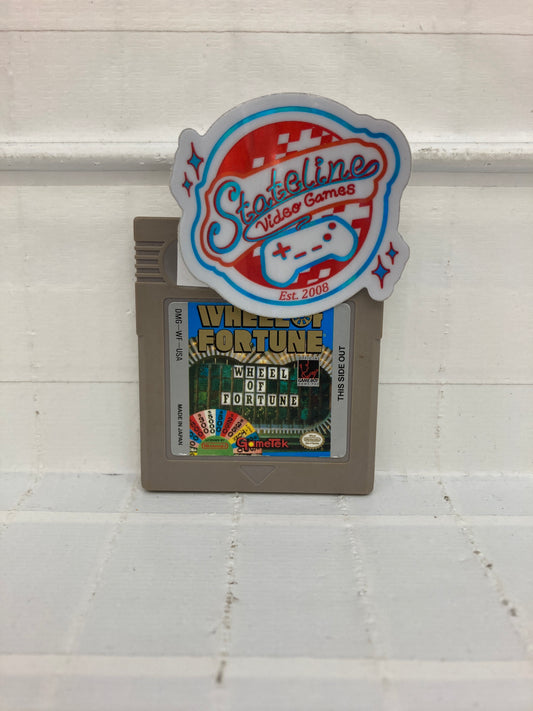 Stateline
Video Games
Est. 2008
WHEEL OF
FORTUNE
WHEEL
OF
FORTUNE
GameTek
DMG-WF-USA
MADE IN JAPAN
THIS SIDE OUT
Nintendo